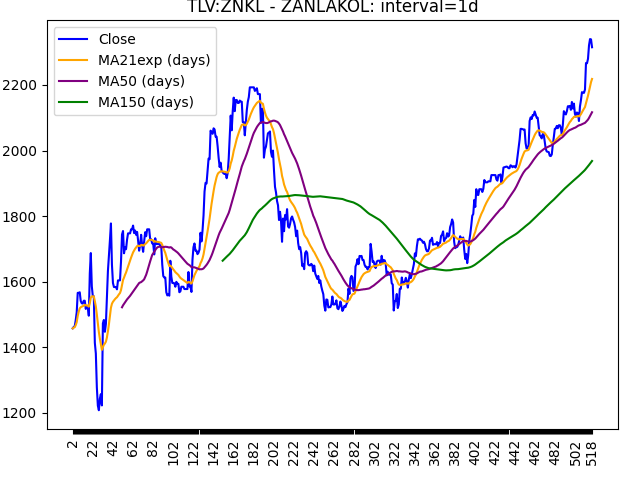 TLV:ZNKL - ZANLAKOL: interval=1d
Close
MA21exp (days)
MA50 (days)
MA150 (days)
2200
2000
1800
1600
1400
1200
2 22 42 62 82 102 122 142 162 182 202 222 242 262 282 302 322 342 362 382 402 422 442 462 482 502 518